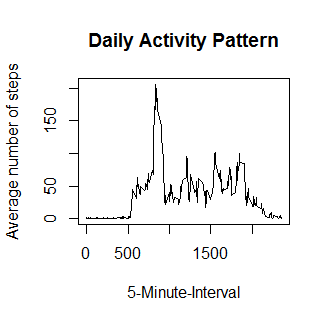 Daily Activity Pattern
Average number of steps
150
50
0
0 500 1500
5-Minute-Interval